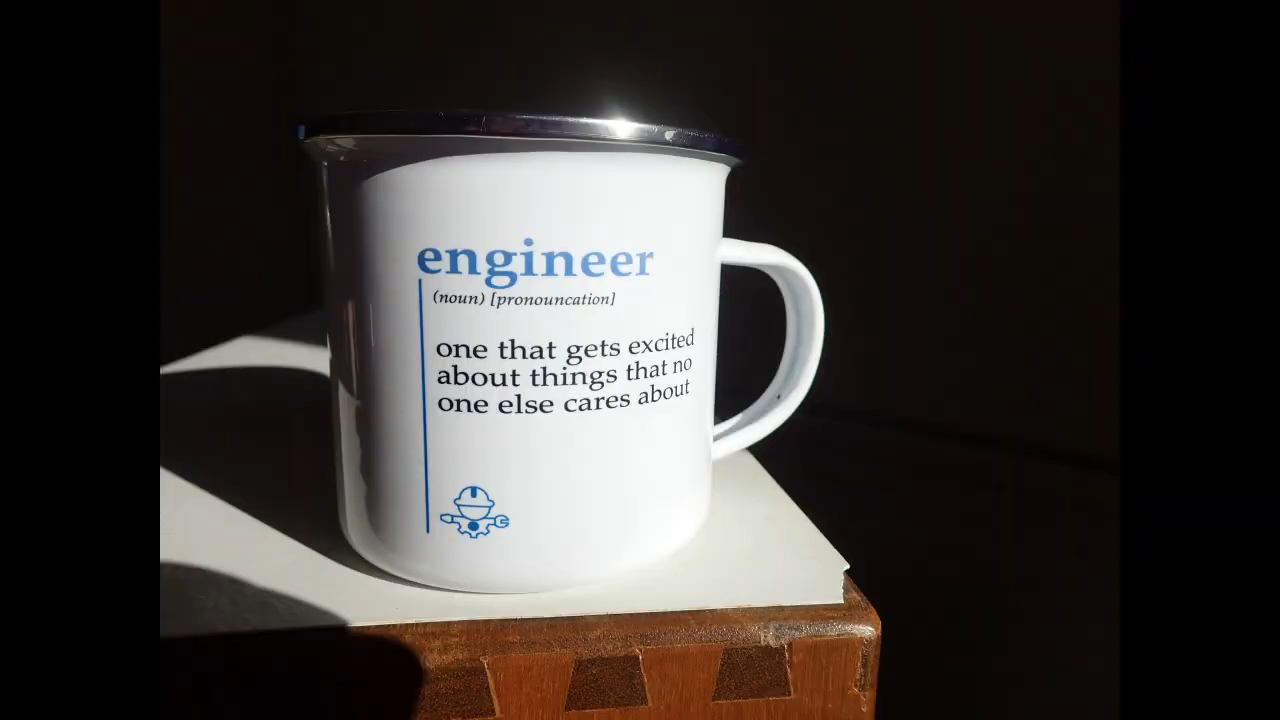 engineer
(noun) [pronouncation]
one that gets excited
about things that no
one else cares about